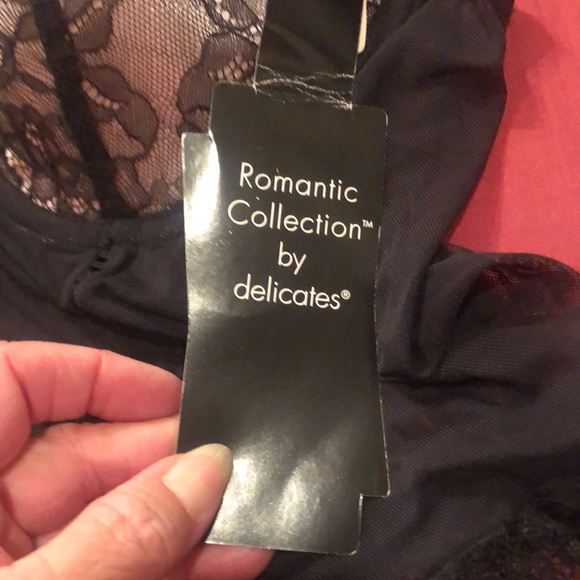 Romantic
Collection™
by
delicates®